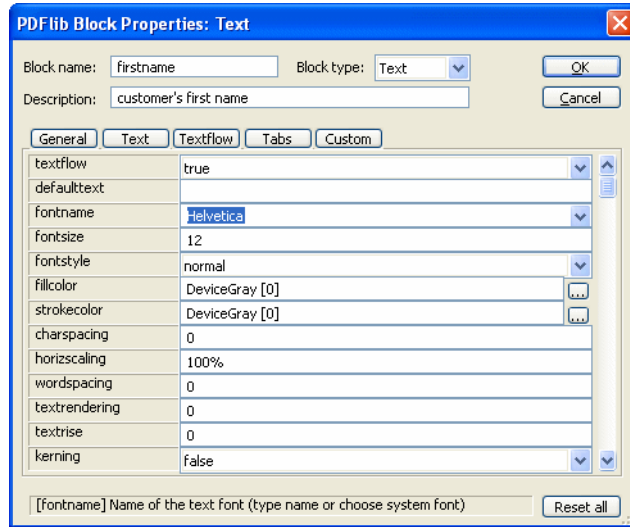 PDFlib Block Properties: Text
Block name: firstname Block type: Text OK
Description: customer's first name Cancel
General Text Textflow Tabs Custom
textflow true
defaulttext
fontname Helvetica
fontsize 12
fontstyle normal
fillcolor DeviceGray [0] ...
strokecolor DeviceGray [0] ...
charspacing 0
horizscaling 100%
wordspacing 0
textrendering 0
textrise 0
kerning false
[fontname] Name of the text font (type name or choose system font) Reset all